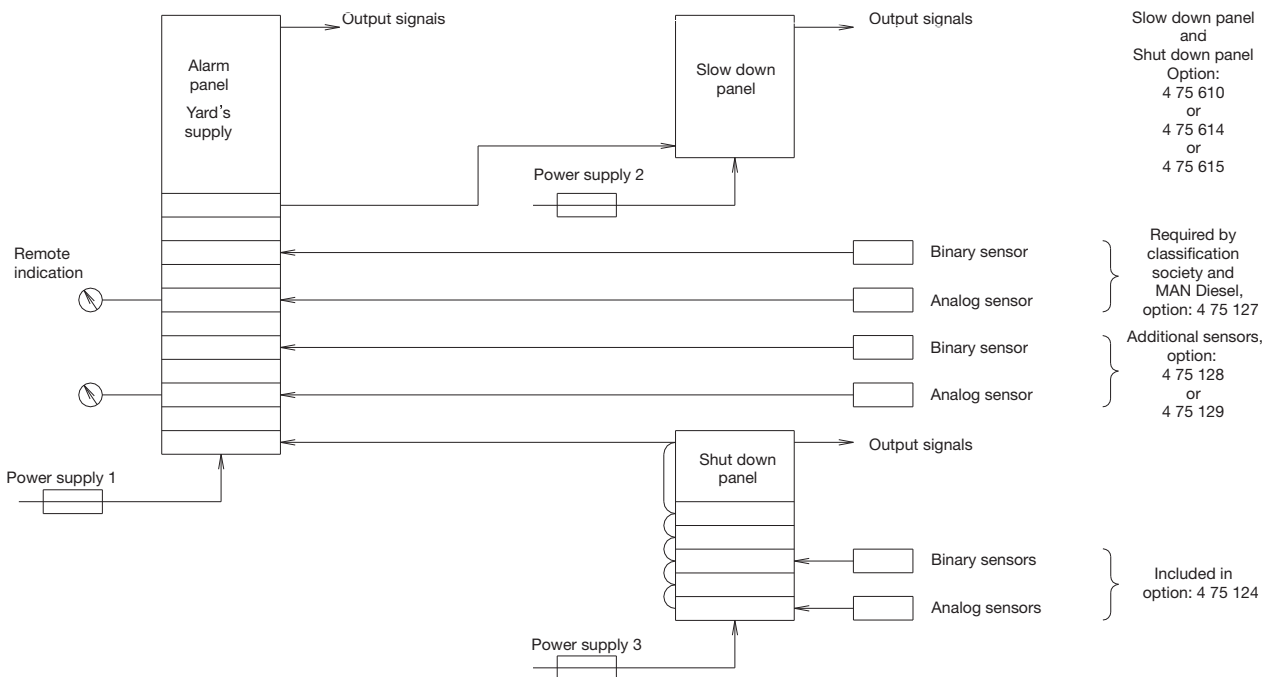 Output signals
Output signals
Slow down panel
and
Shut down panel
Option:
4 75 610
or
4 75 614
or
4 75 615
Alarm
panel
Yard's
supply
Slow down
panel
Power supply 2
Remote
indication
Binary sensor
Analog sensor
Required by
classification
society and
MAN Diesel,
option: 4 75 127
Binary sensor
Analog sensor
Additional sensors,
option:
4 75 128
or
4 75 129
Power supply 1
Shut down
panel
Output signals
Binary sensors
Analog sensors
Included in
option: 4 75 124
Power supply 3